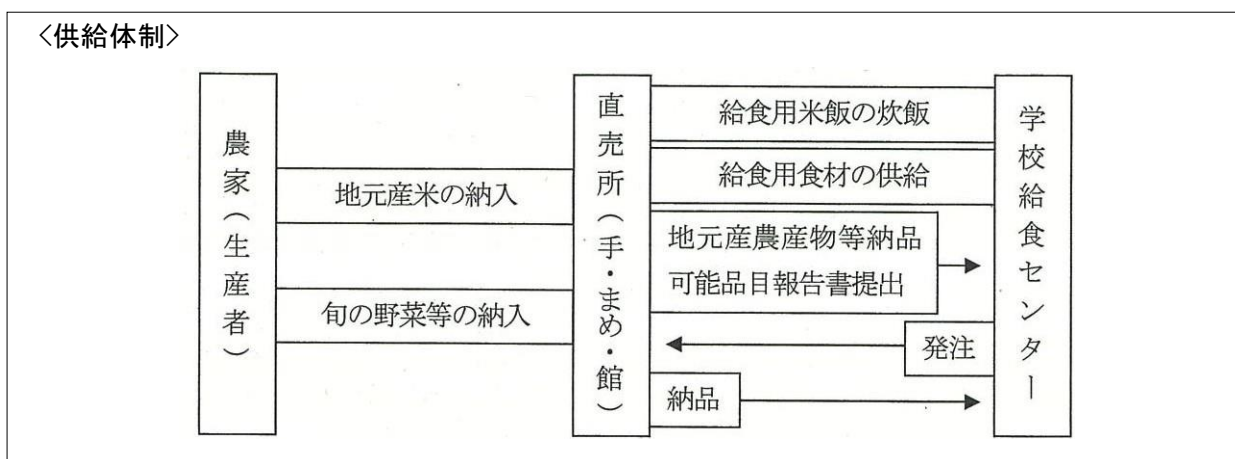 <供給体制>
農家(生産者)
地元産米の納入
旬の野菜等の納入
直売所(手・まめ・館)
給食用米飯の炊飯
給食用食材の供給
地元産農産物等納品
可能品目報告書提出
発注
納品
学校給食センター